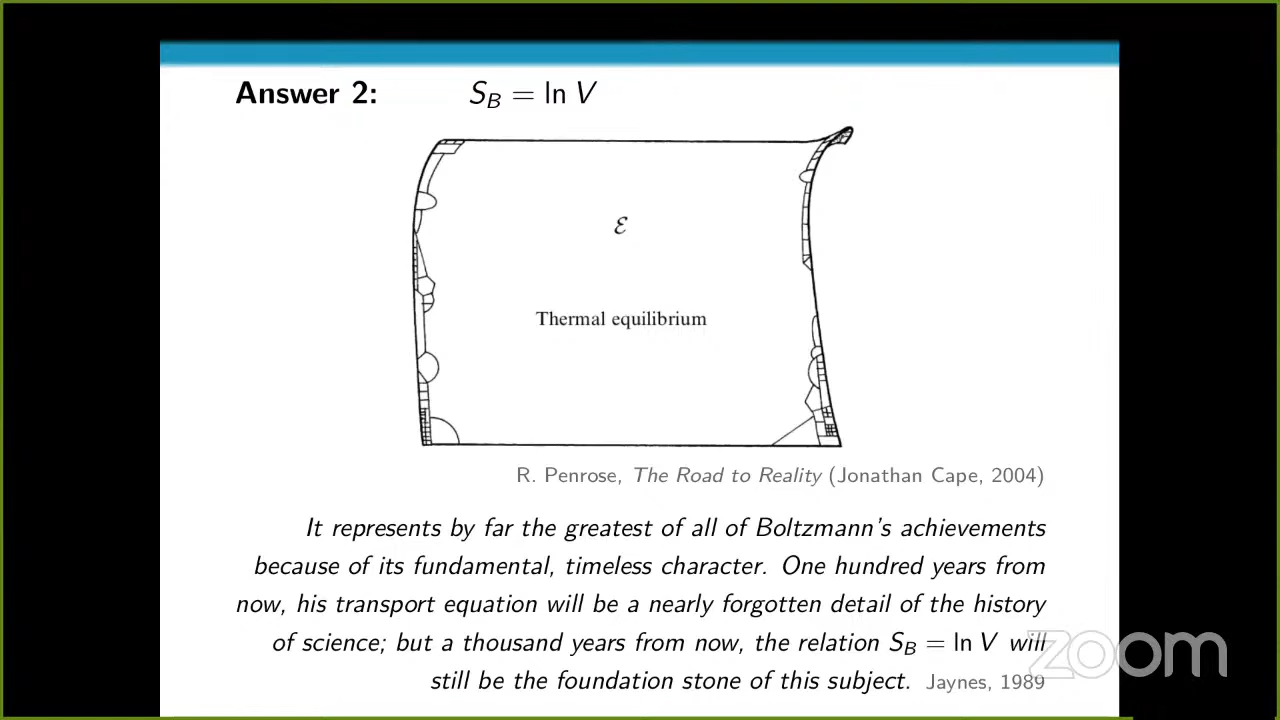 Answer 2: S_B = ln V
ℰ
Thermal equilibrium
R. Penrose, The Road to Reality (Jonathan Cape, 2004)
It represents by far the greatest of all of Boltzmann's achievements
because of its fundamental, timeless character. One hundred years from
now, his transport equation will be a nearly forgotten detail of the history
of science; but a thousand years from now, the relation S_B = ln V will
still be the foundation stone of this subject. Jaynes, 1989
zoom